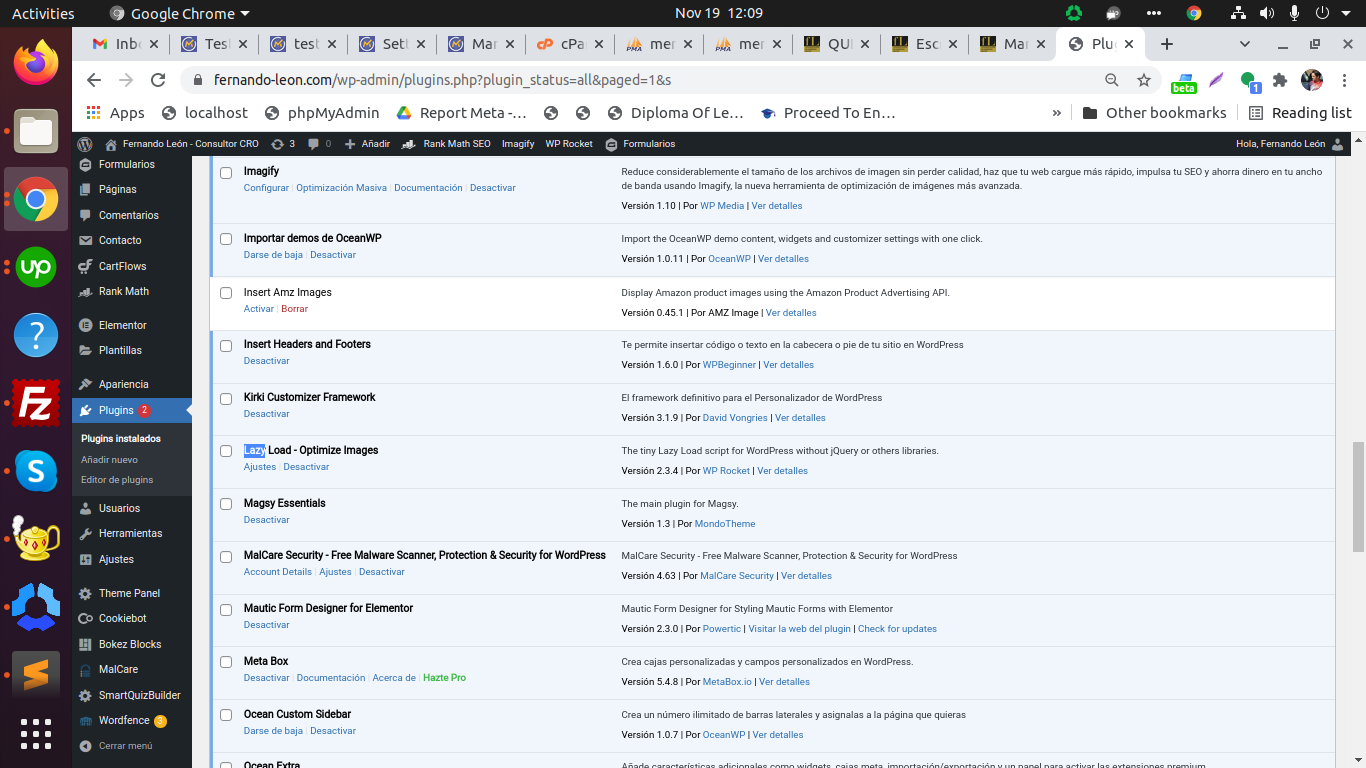 Activities Google Chrome Nov 19 12:09
Inb Test test Sett Mar cPa mer mer QUI Esc Mar Plu
fernando-leon.com/wp-admin/plugins.php?plugin_status=all&paged=1&s beta 1
Apps localhost phpMyAdmin Report Meta -… Diploma Of Le… Proceed To En… » Other bookmarks Reading list
Fernando León - Consultor CRO 3 0 Añadir Rank Math SEO Imagify WP Rocket Formularios Hola, Fernando León
Formularios
Páginas
Comentarios
Contacto
CartFlows
Rank Math
Elementor
Plantillas
Apariencia
Plugins 2
Plugins instalados
Añadir nuevo
Editor de plugins
Usuarios
Herramientas
Ajustes
Theme Panel
Cookiebot
Bokez Blocks
MalCare
SmartQuizBuilder
Wordfence 3
Cerrar menú
Imagify
Configurar | Optimización Masiva | Documentación | Desactivar
Reduce considerablemente el tamaño de los archivos de imagen sin perder calidad, haz que tu web cargue más rápido, impulsa tu SEO y ahorra dinero en tu ancho
de banda usando Imagify, la nueva herramienta de optimización de imágenes más avanzada.
Versión 1.10 | Por WP Media | Ver detalles
Importar demos de OceanWP
Darse de baja | Desactivar
Import the OceanWP demo content, widgets and customizer settings with one click.
Versión 1.0.11 | Por OceanWP | Ver detalles
Insert Amz Images
Activar | Borrar
Display Amazon product images using the Amazon Product Advertising API.
Versión 0.45.1 | Por AMZ Image | Ver detalles
Insert Headers and Footers
Desactivar
Te permite insertar código o texto en la cabecera o pie de tu sitio en WordPress
Versión 1.6.0 | Por WPBeginner | Ver detalles
Kirki Customizer Framework
Desactivar
El framework definitivo para el Personalizador de WordPress
Versión 3.1.9 | Por David Vongries | Ver detalles
Lazy Load - Optimize Images
Ajustes | Desactivar
The tiny Lazy Load script for WordPress without jQuery or others libraries.
Versión 2.3.4 | Por WP Rocket | Ver detalles
Magsy Essentials
Desactivar
The main plugin for Magsy.
Versión 1.3 | Por MondoTheme
MalCare Security - Free Malware Scanner, Protection & Security for WordPress
Account Details | Ajustes | Desactivar
MalCare Security - Free Malware Scanner, Protection & Security for WordPress
Versión 4.63 | Por MalCare Security | Ver detalles
Mautic Form Designer for Elementor
Desactivar
Mautic Form Designer for Styling Mautic Forms with Elementor
Versión 2.3.0 | Por Powertic | Visitar la web del plugin | Check for updates
Meta Box
Desactivar | Documentación | Acerca de | Hazte Pro
Crea cajas personalizadas y campos personalizados en WordPress.
Versión 5.4.8 | Por MetaBox.io | Ver detalles
Ocean Custom Sidebar
Darse de baja | Desactivar
Crea un número ilimitado de barras laterales y asignalas a la página que quieras
Versión 1.0.7 | Por OceanWP | Ver detalles
Ocean Extra
Añade características adicionales como widgets, cajas meta, importación/exportación y un panel para activar las extensiones premium.